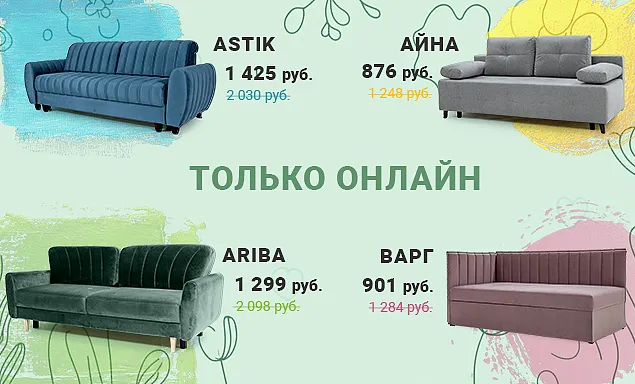 ASTIK
1 425 руб.
2 030 руб.
АЙНА
876 руб.
1 248 руб.
ТОЛЬКО ОНЛАЙН
ARIBA
1 299 руб.
2 098 руб.
ВАРГ
901 руб.
1 284 руб.